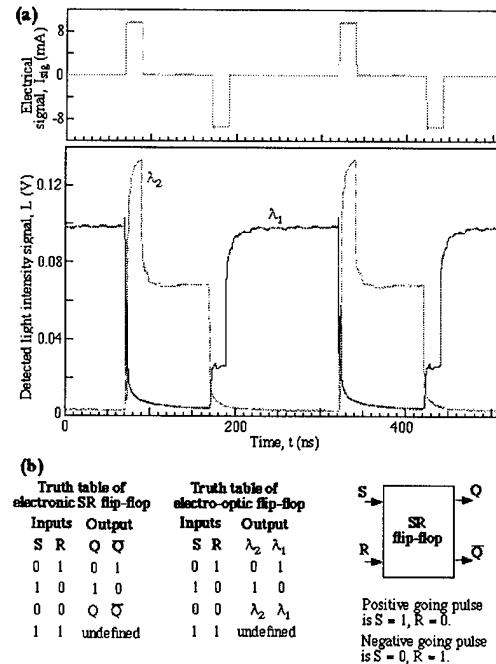 (a)
Electrical signal, I_sig (mA)
8
0
-8
Detected light intensity signal, L (V)
0.12
0.08
0.04
0.00
λ2
λ1
0
200
400
Time, t (ns)
(b)
Truth table of
electronic SR flip-flop
Inputs Output
S R Q Q̅
0 1 0 1
1 0 1 0
0 0 Q Q̅
1 1 undefined
Truth table of
electro-optic flip-flop
Inputs Output
S R λ2 λ1
0 1 0 1
1 0 1 0
0 0 λ2 λ1
1 1 undefined
S
R
SR
flip-flop
Q
Q̅
Positive going pulse
is S = 1, R = 0.
Negative going pulse
is S = 0, R = 1.